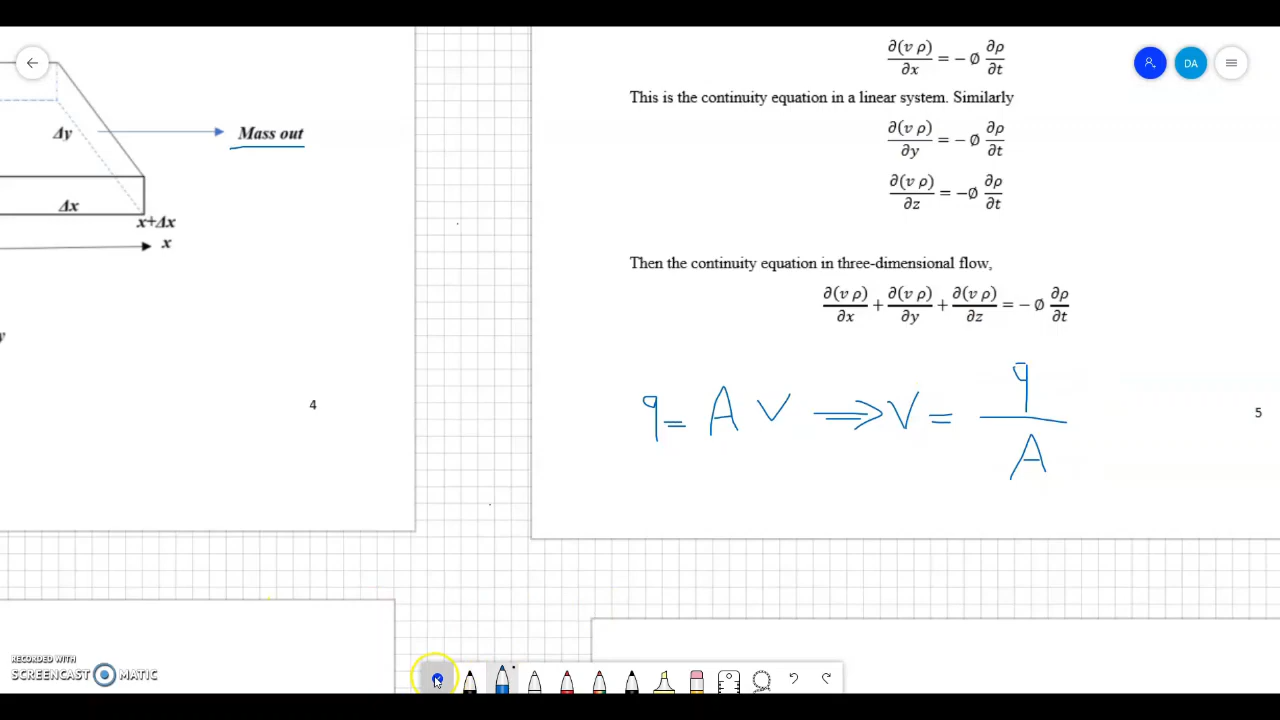 ∂(v ρ)/∂x = − ∅ ∂ρ/∂t
This is the continuity equation in a linear system. Similarly
∂(v ρ)/∂y = − ∅ ∂ρ/∂t
∂(v ρ)/∂z = −∅ ∂ρ/∂t
Then the continuity equation in three-dimensional flow,
∂(v ρ)/∂x + ∂(v ρ)/∂y + ∂(v ρ)/∂z = − ∅ ∂ρ/∂t
q = A V ⟹ V = q/A
5
Δy
Mass out
Δx
x+Δx
x
y
4
DA
RECORDED WITH
SCREENCAST MATIC